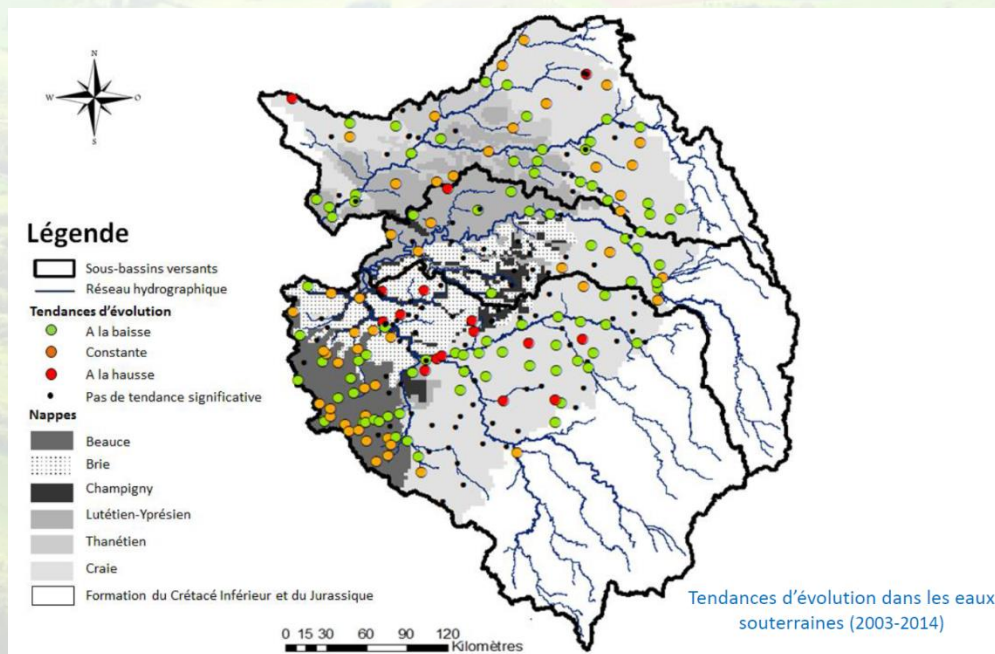 N
W
O
S
Légende
Sous-bassins versants
Réseau hydrographique
Tendances d'évolution
A la baisse
Constante
A la hausse
Pas de tendance significative
Nappes
Beauce
Brie
Champigny
Lutétien-Yprésien
Thanétien
Craie
Formation du Crétacé Inférieur et du Jurassique
0 15 30 60 90 120
Kilomètres
Tendances d'évolution dans les eaux
souterraines (2003-2014)